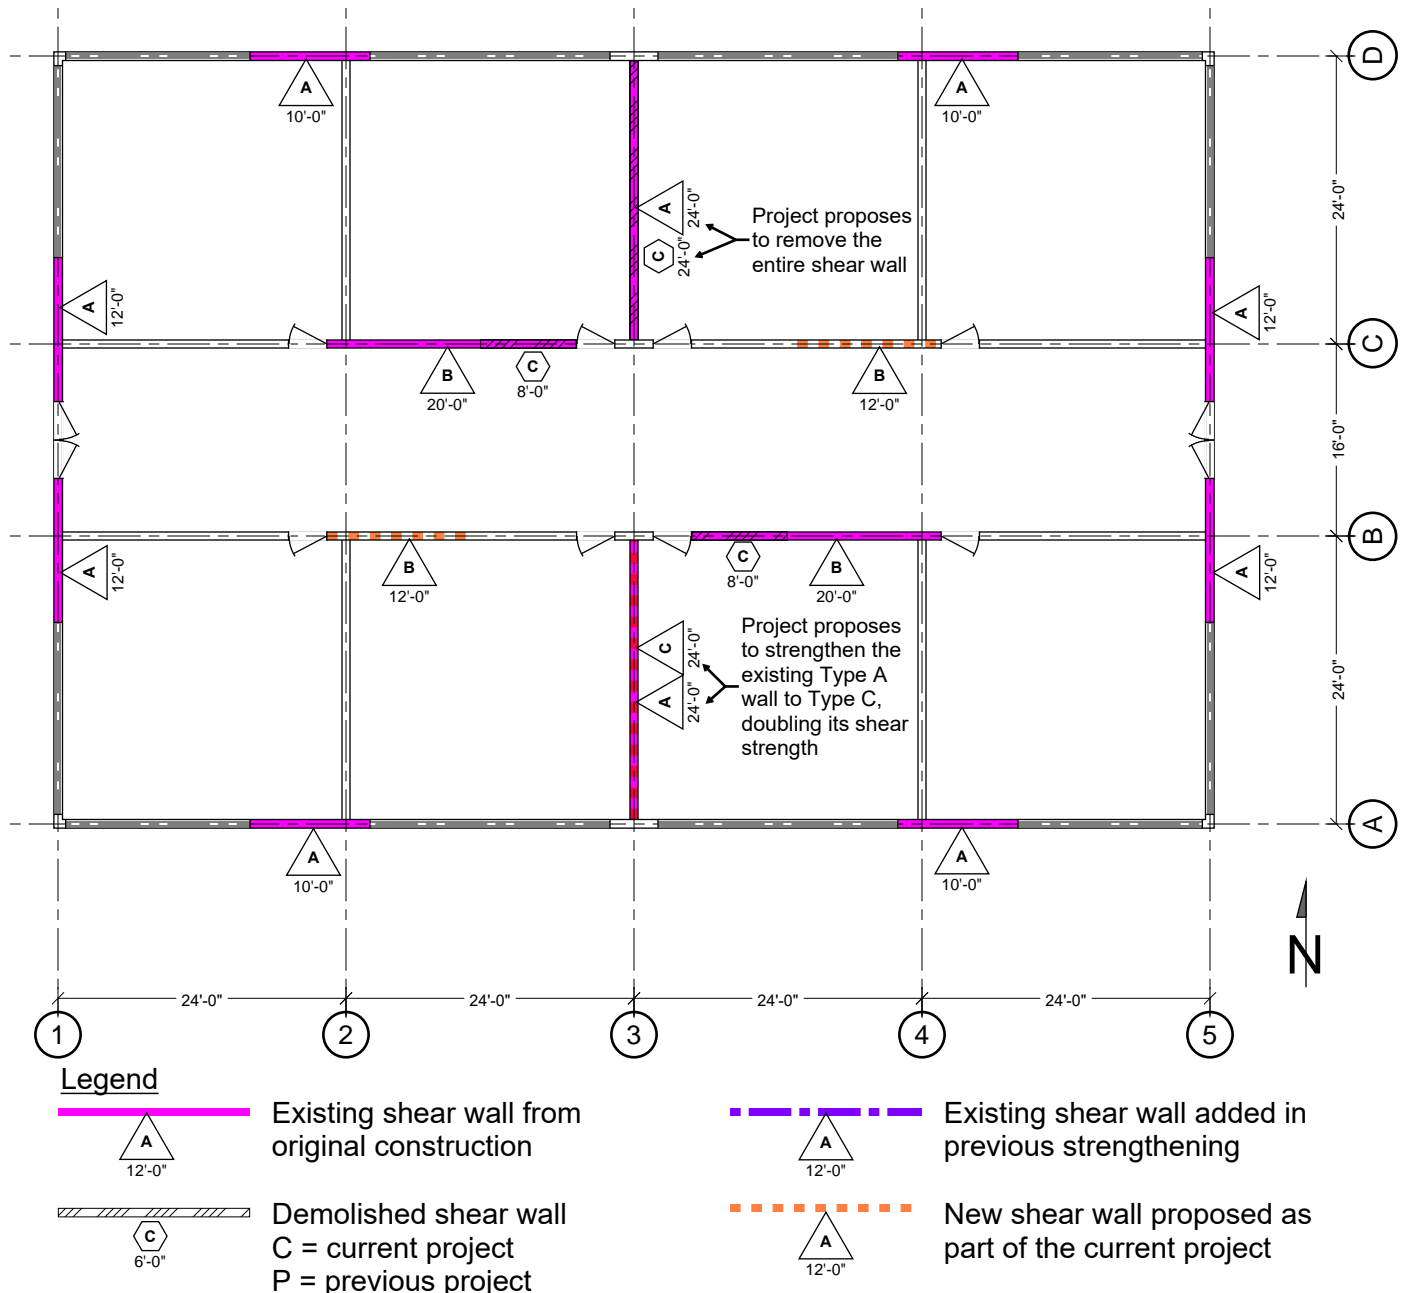 D
A
10'-0"
A
10'-0"
24'-0"
A
24'-0"
C
24'-0"
Project proposes
to remove the
entire shear wall
A
12'-0"
A
12'-0"
C
B
20'-0"
C
8'-0"
B
12'-0"
16'-0"
B
A
12'-0"
B
12'-0"
C
8'-0"
B
20'-0"
A
12'-0"
C
24'-0"
A
24'-0"
Project proposes
to strengthen the
existing Type A
wall to Type C,
doubling its shear
strength
24'-0"
A
A
10'-0"
A
10'-0"
N
24'-0"
24'-0"
24'-0"
24'-0"
1
2
3
4
5
Legend
A
12'-0"
Existing shear wall from
original construction
A
12'-0"
Existing shear wall added in
previous strengthening
C
6'-0"
Demolished shear wall
C = current project
P = previous project
A
12'-0"
New shear wall proposed as
part of the current project